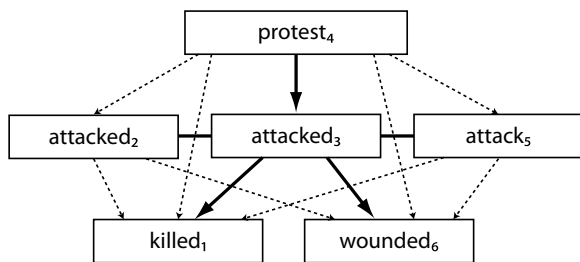 protest₄
attacked₂ attacked₃ attack₅
killed₁ wounded₆